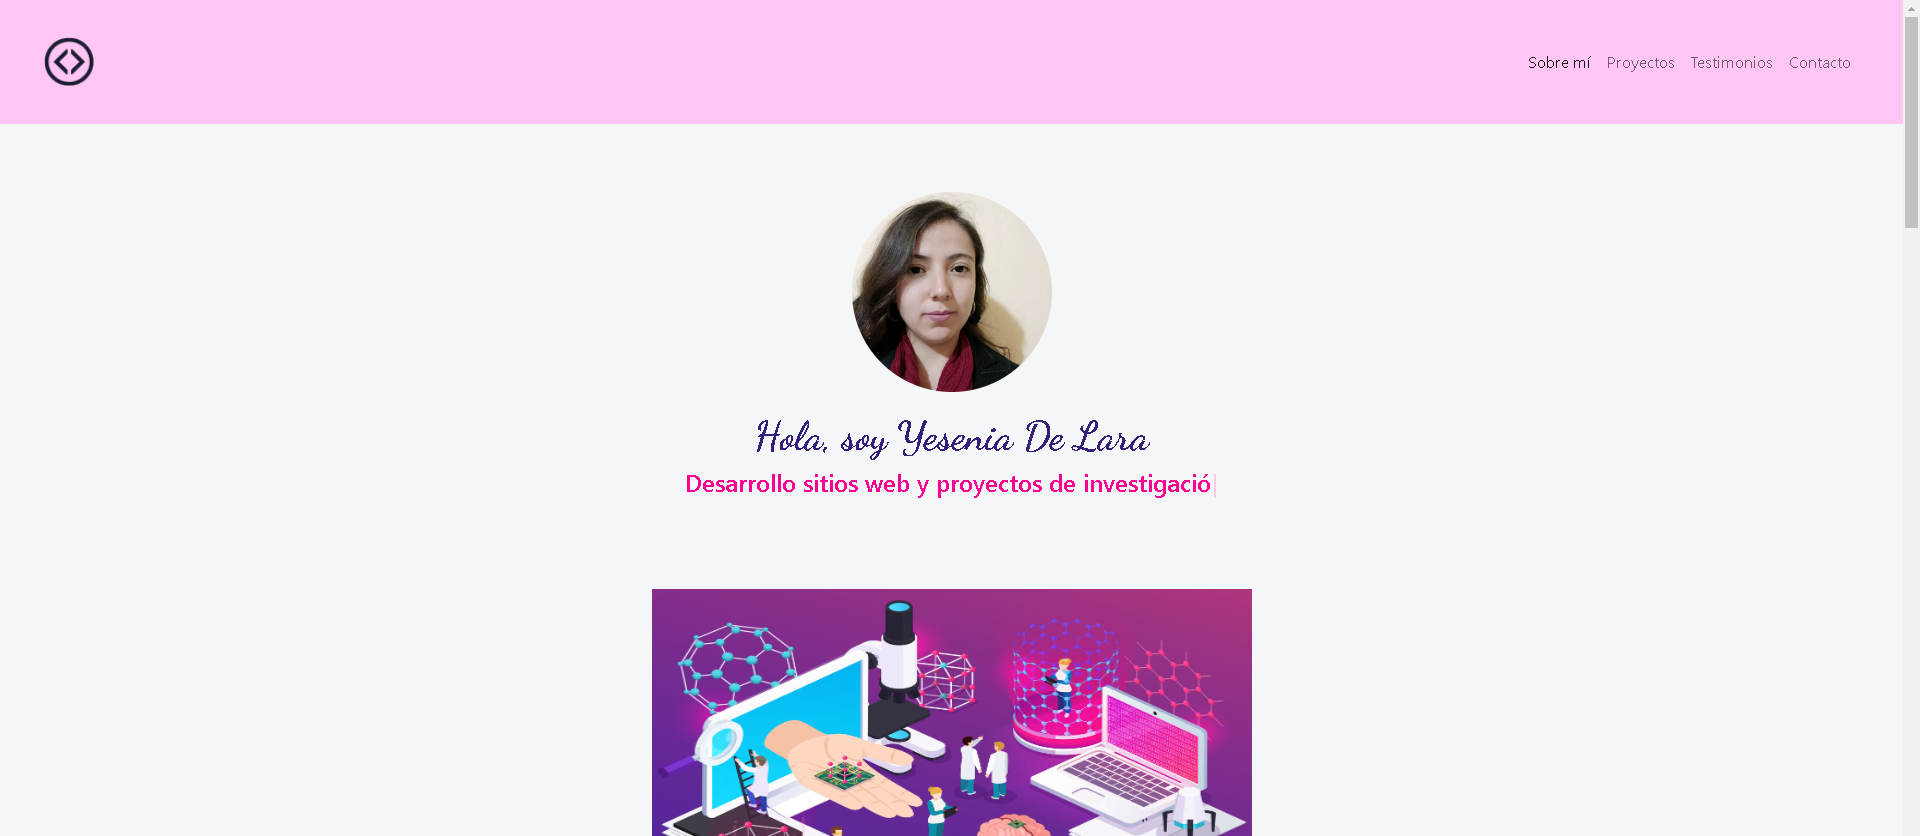 Sobre mí Proyectos Testimonios Contacto
Hola, soy Yesenia De Lara
Desarrollo sitios web y proyectos de investigació